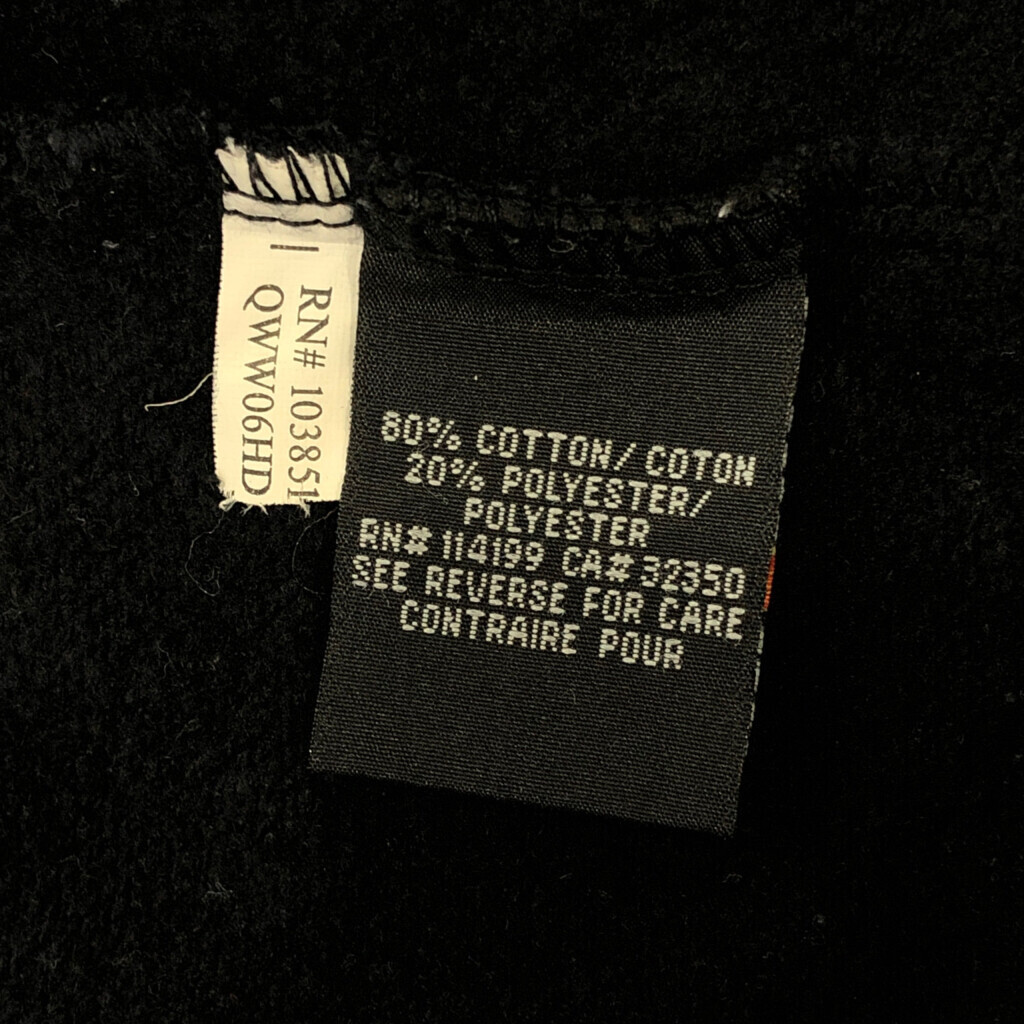 RN# 103851
QWW06HD
80% COTTON/COTON
20% POLYESTER/
POLYESTER
RN# 114199 CA# 32350
SEE REVERSE FOR CARE
CONTRAIRE POUR